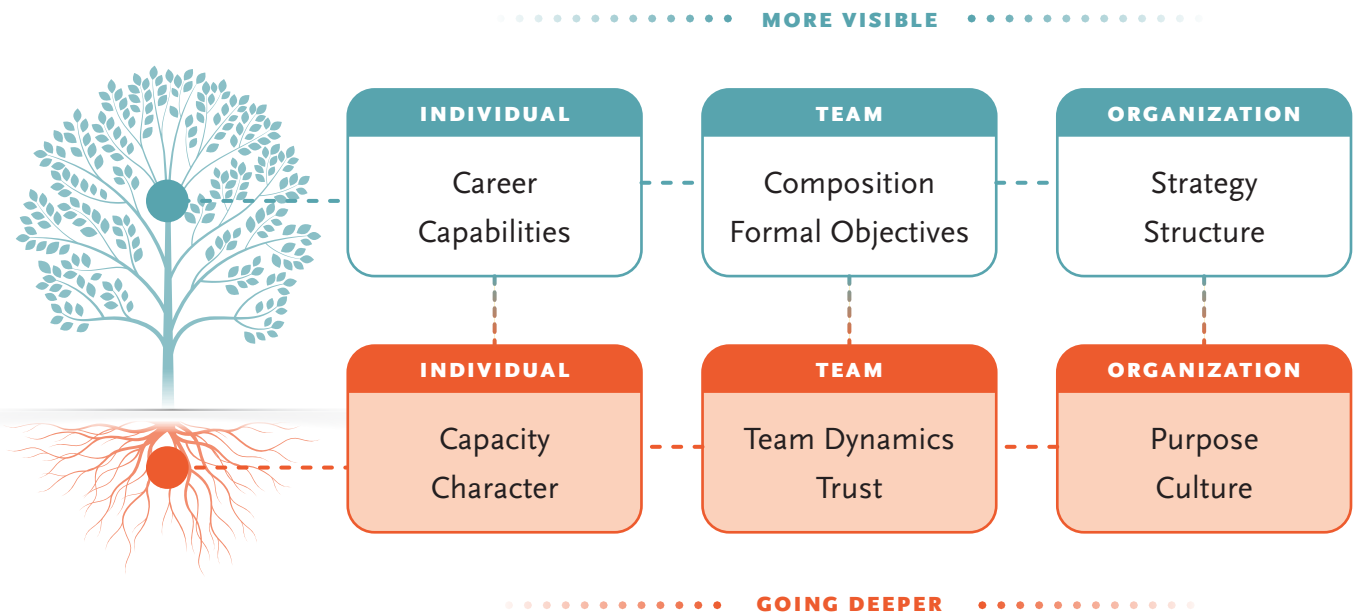 MORE VISIBLE
INDIVIDUAL
Career
Capabilities
TEAM
Composition
Formal Objectives
ORGANIZATION
Strategy
Structure
INDIVIDUAL
Capacity
Character
TEAM
Team Dynamics
Trust
ORGANIZATION
Purpose
Culture
GOING DEEPER